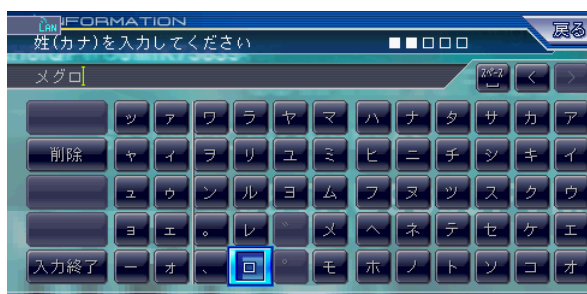 INFORMATION
LAN
戻る
姓(カナ)を入力してください
メグロ
スペース < >
ッ ァ ワ ラ ヤ マ ハ ナ タ サ カ ア
削除 ャ ィ ヲ リ ユ ミ ヒ ニ チ シ キ イ
ュ ゥ ン ル ヨ ム フ ヌ ツ ス ク ウ
ョ ェ 。 レ ゛ メ ヘ ネ テ セ ケ エ
入力終了 ー ォ 、 ロ ゜ モ ホ ノ ト ソ コ オ